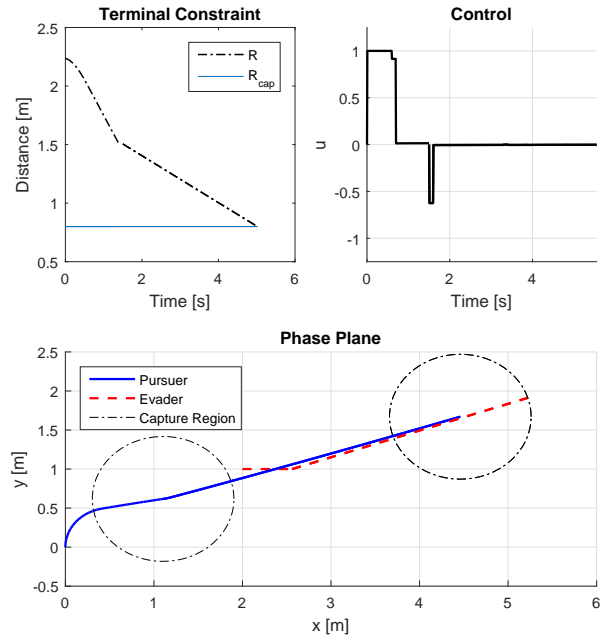 Terminal Constraint
Distance [m]
2.5
2
1.5
1
0.5
0
2
4
6
Time [s]
R
R_cap
Control
u
1
0.5
0
-0.5
-1
0
2
4
Time [s]
Phase Plane
y [m]
2.5
2
1.5
1
0.5
0
-0.5
0
1
2
3
4
5
6
x [m]
Pursuer
Evader
Capture Region